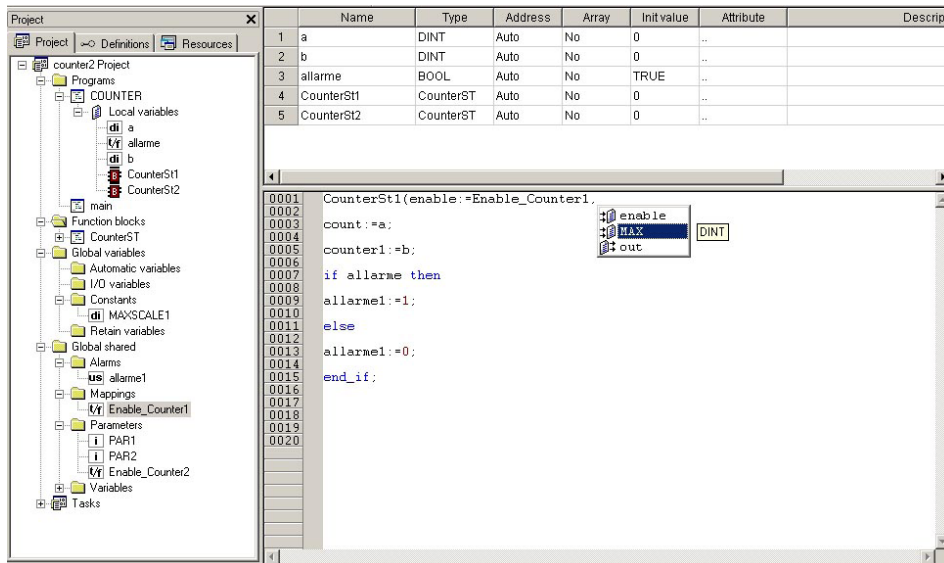 Project
Project Definitions Resources
counter2 Project
Programs
COUNTER
Local variables
di a
t/f allarme
di b
B CounterSt1
B CounterSt2
main
Function blocks
CounterST
Global variables
Automatic variables
I/O variables
Constants
di MAXSCALE1
Retain variables
Global shared
Alarms
us allarme1
Mappings
t/f Enable_Counter1
Parameters
i PAR1
i PAR2
t/f Enable_Counter2
Variables
Tasks
Name Type Address Array Init value Attribute Descrip
1 a DINT Auto No 0 ..
2 b DINT Auto No 0 ..
3 allarme BOOL Auto No TRUE ..
4 CounterSt1 CounterST Auto No 0 ..
5 CounterSt2 CounterST Auto No 0 ..
0001 CounterSt1(enable:=Enable_Counter1,
0002
0003 count:=a;
0004
0005 counter1:=b;
0006
0007 if allarme then
0008
0009 allarme1:=1;
0010
0011 else
0012
0013 allarme1:=0;
0014
0015 end_if;
0016
0017
0018
0019
0020
enable
MAX DINT
out